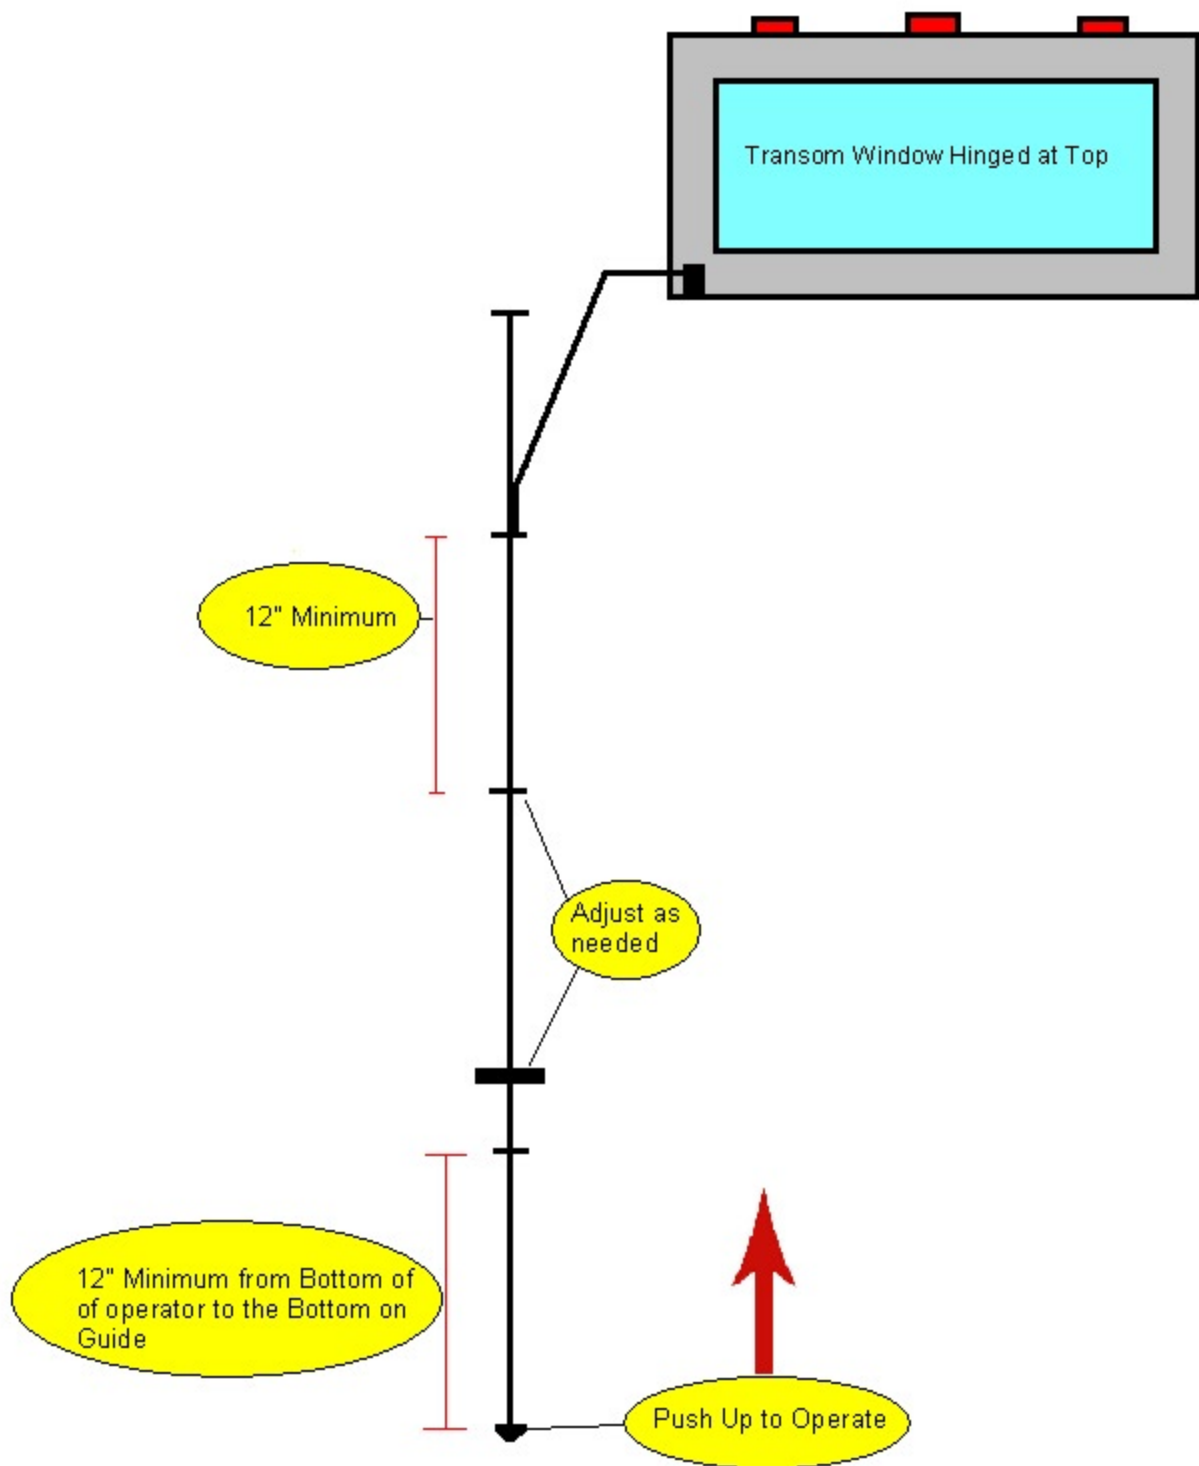 Transom Window Hinged at Top
12" Minimum
Adjust as
needed
12" Minimum from Bottom of
of operator to the Bottom on
Guide
Push Up to Operate